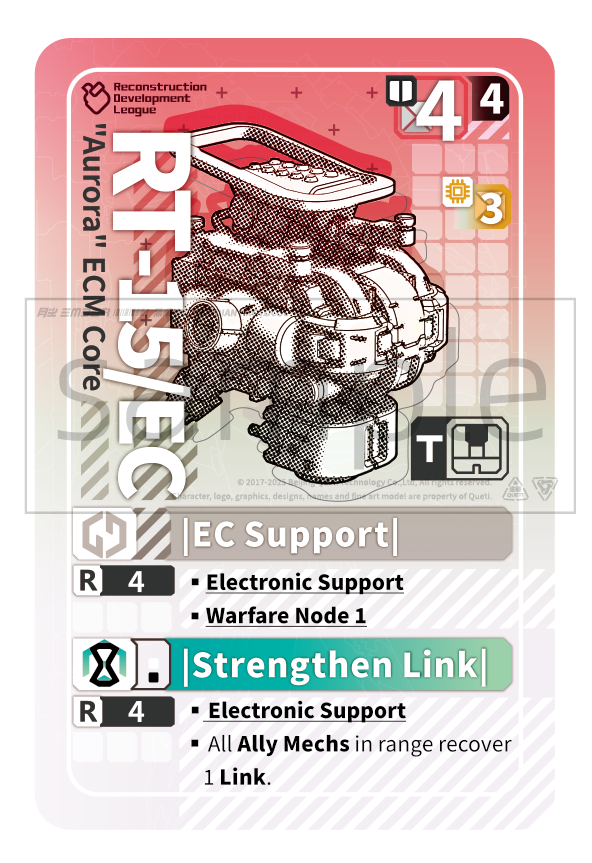 Reconstruction
Development
League
4
4
3
RT-15/EC
"Aurora" ECM Core
sample
T
|EC Support|
R 4
▪ Electronic Support
▪ Warfare Node 1
|Strengthen Link|
R 4
▪ Electronic Support
▪ All Ally Mechs in range recover
1 Link.